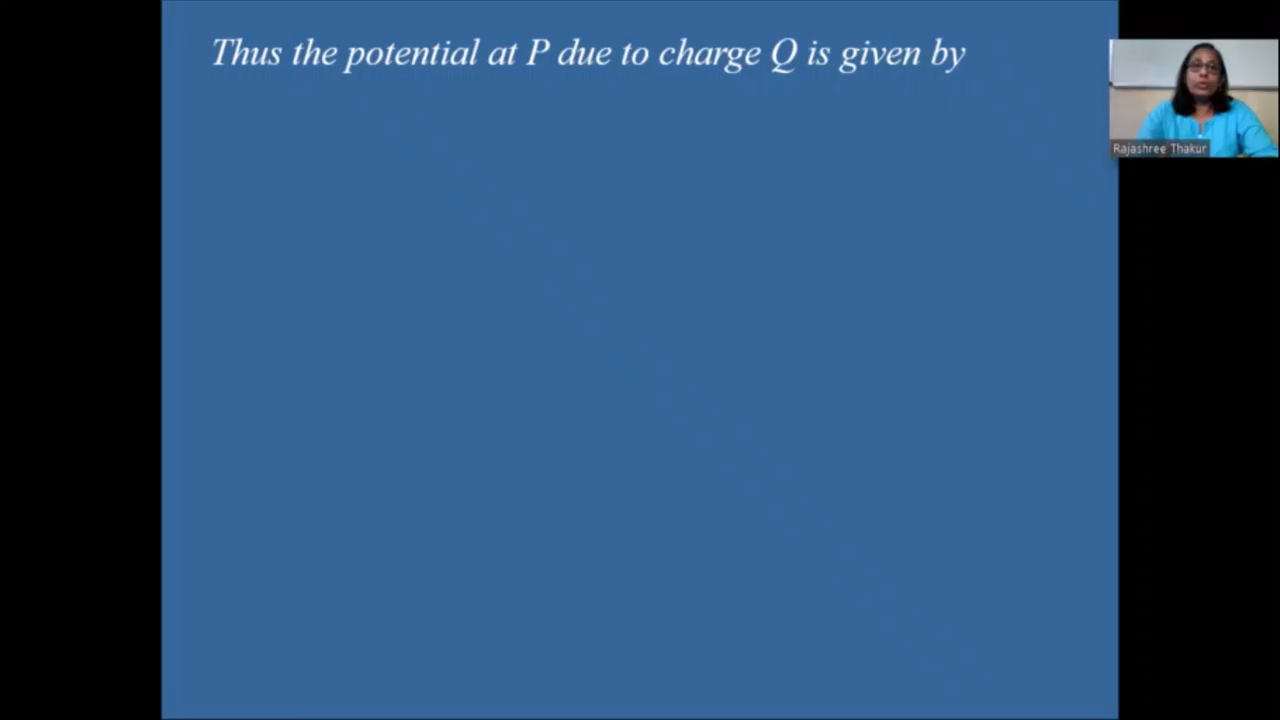 Thus the potential at P due to charge Q is given by
Rajashree Thakur